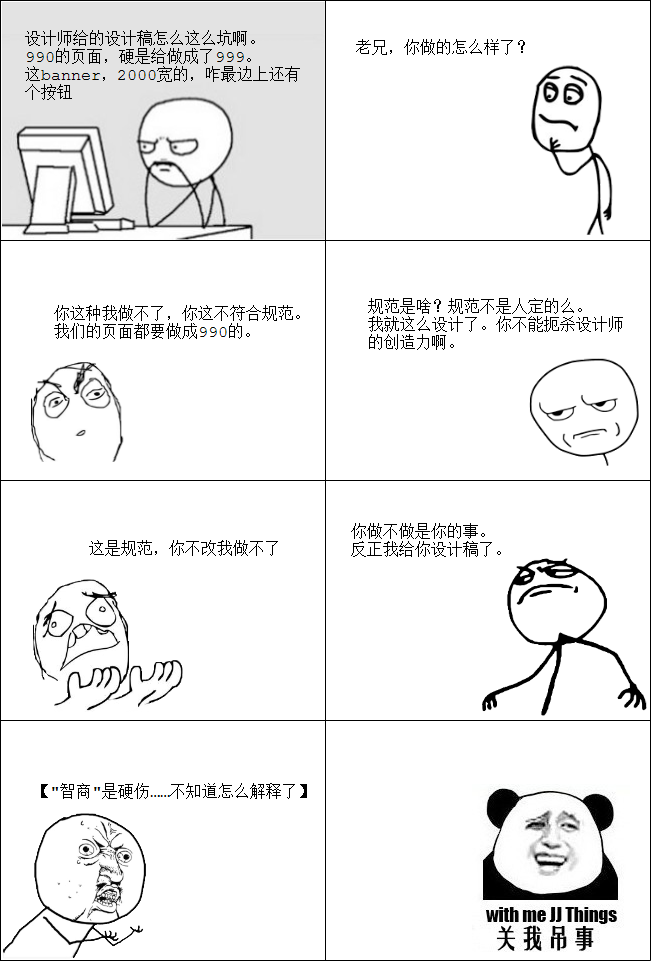 设计师给的设计稿怎么这么坑啊。
990的页面，硬是给做成了999。
这banner，2000宽的，咋最边上还有
个按钮
老兄，你做的怎么样了？
你这种我做不了，你这不符合规范。
我们的页面都要做成990的。
规范是啥？规范不是人定的么。
我就这么设计了。你不能扼杀设计师
的创造力啊。
这是规范，你不改我做不了
你做不做是你的事。
反正我给你设计稿了。
【"智商"是硬伤……不知道怎么解释了】
with me JJ Things
关我吊事